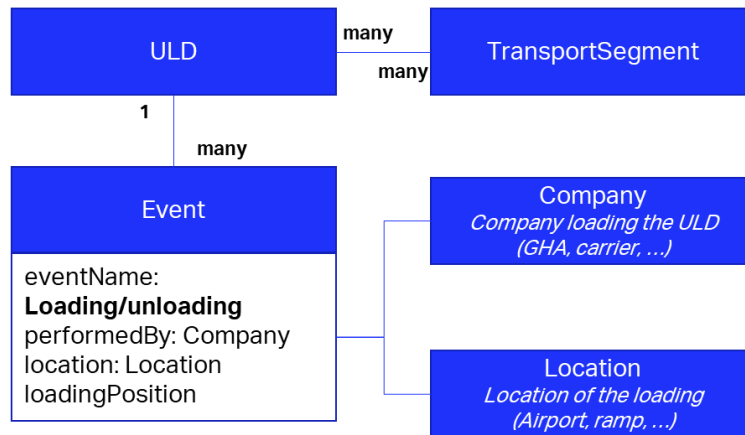 ULD
many
many
TransportSegment
1
many
Event
eventName:
Loading/unloading
performedBy: Company
location: Location
loadingPosition
Company
Company loading the ULD
(GHA, carrier, ...)
Location
Location of the loading
(Airport, ramp, ...)